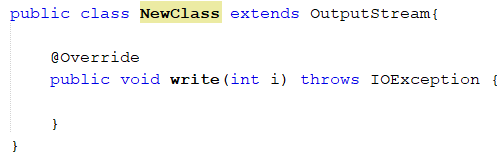 public class NewClass extends OutputStream{
@Override
public void write(int i) throws IOException {
}
}